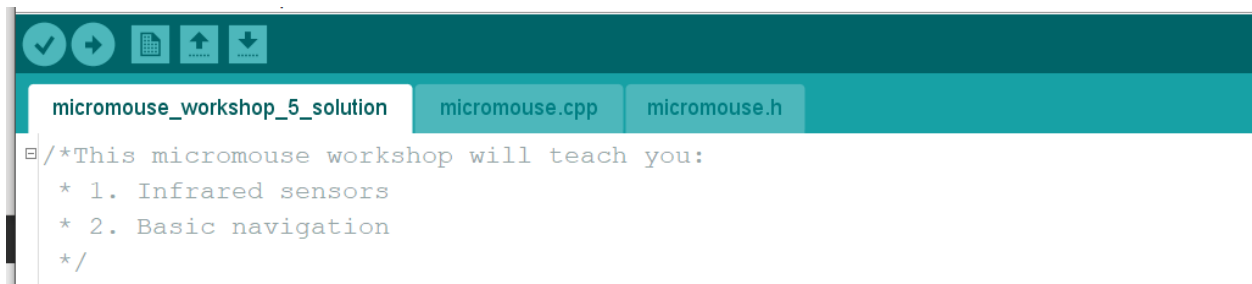 micromouse_workshop_5_solution micromouse.cpp micromouse.h
/*This micromouse workshop will teach you:
* 1. Infrared sensors
* 2. Basic navigation
*/